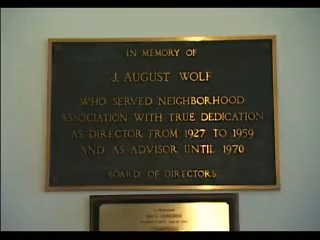 IN MEMORY OF
J. AUGUST WOLF
WHO SERVED NEIGHBORHOOD
ASSOCIATION WITH TRUE DEDICATION
AS DIRECTOR FROM 1927 TO 1959
AND AS ADVISOR UNTIL 1970
BOARD OF DIRECTORS